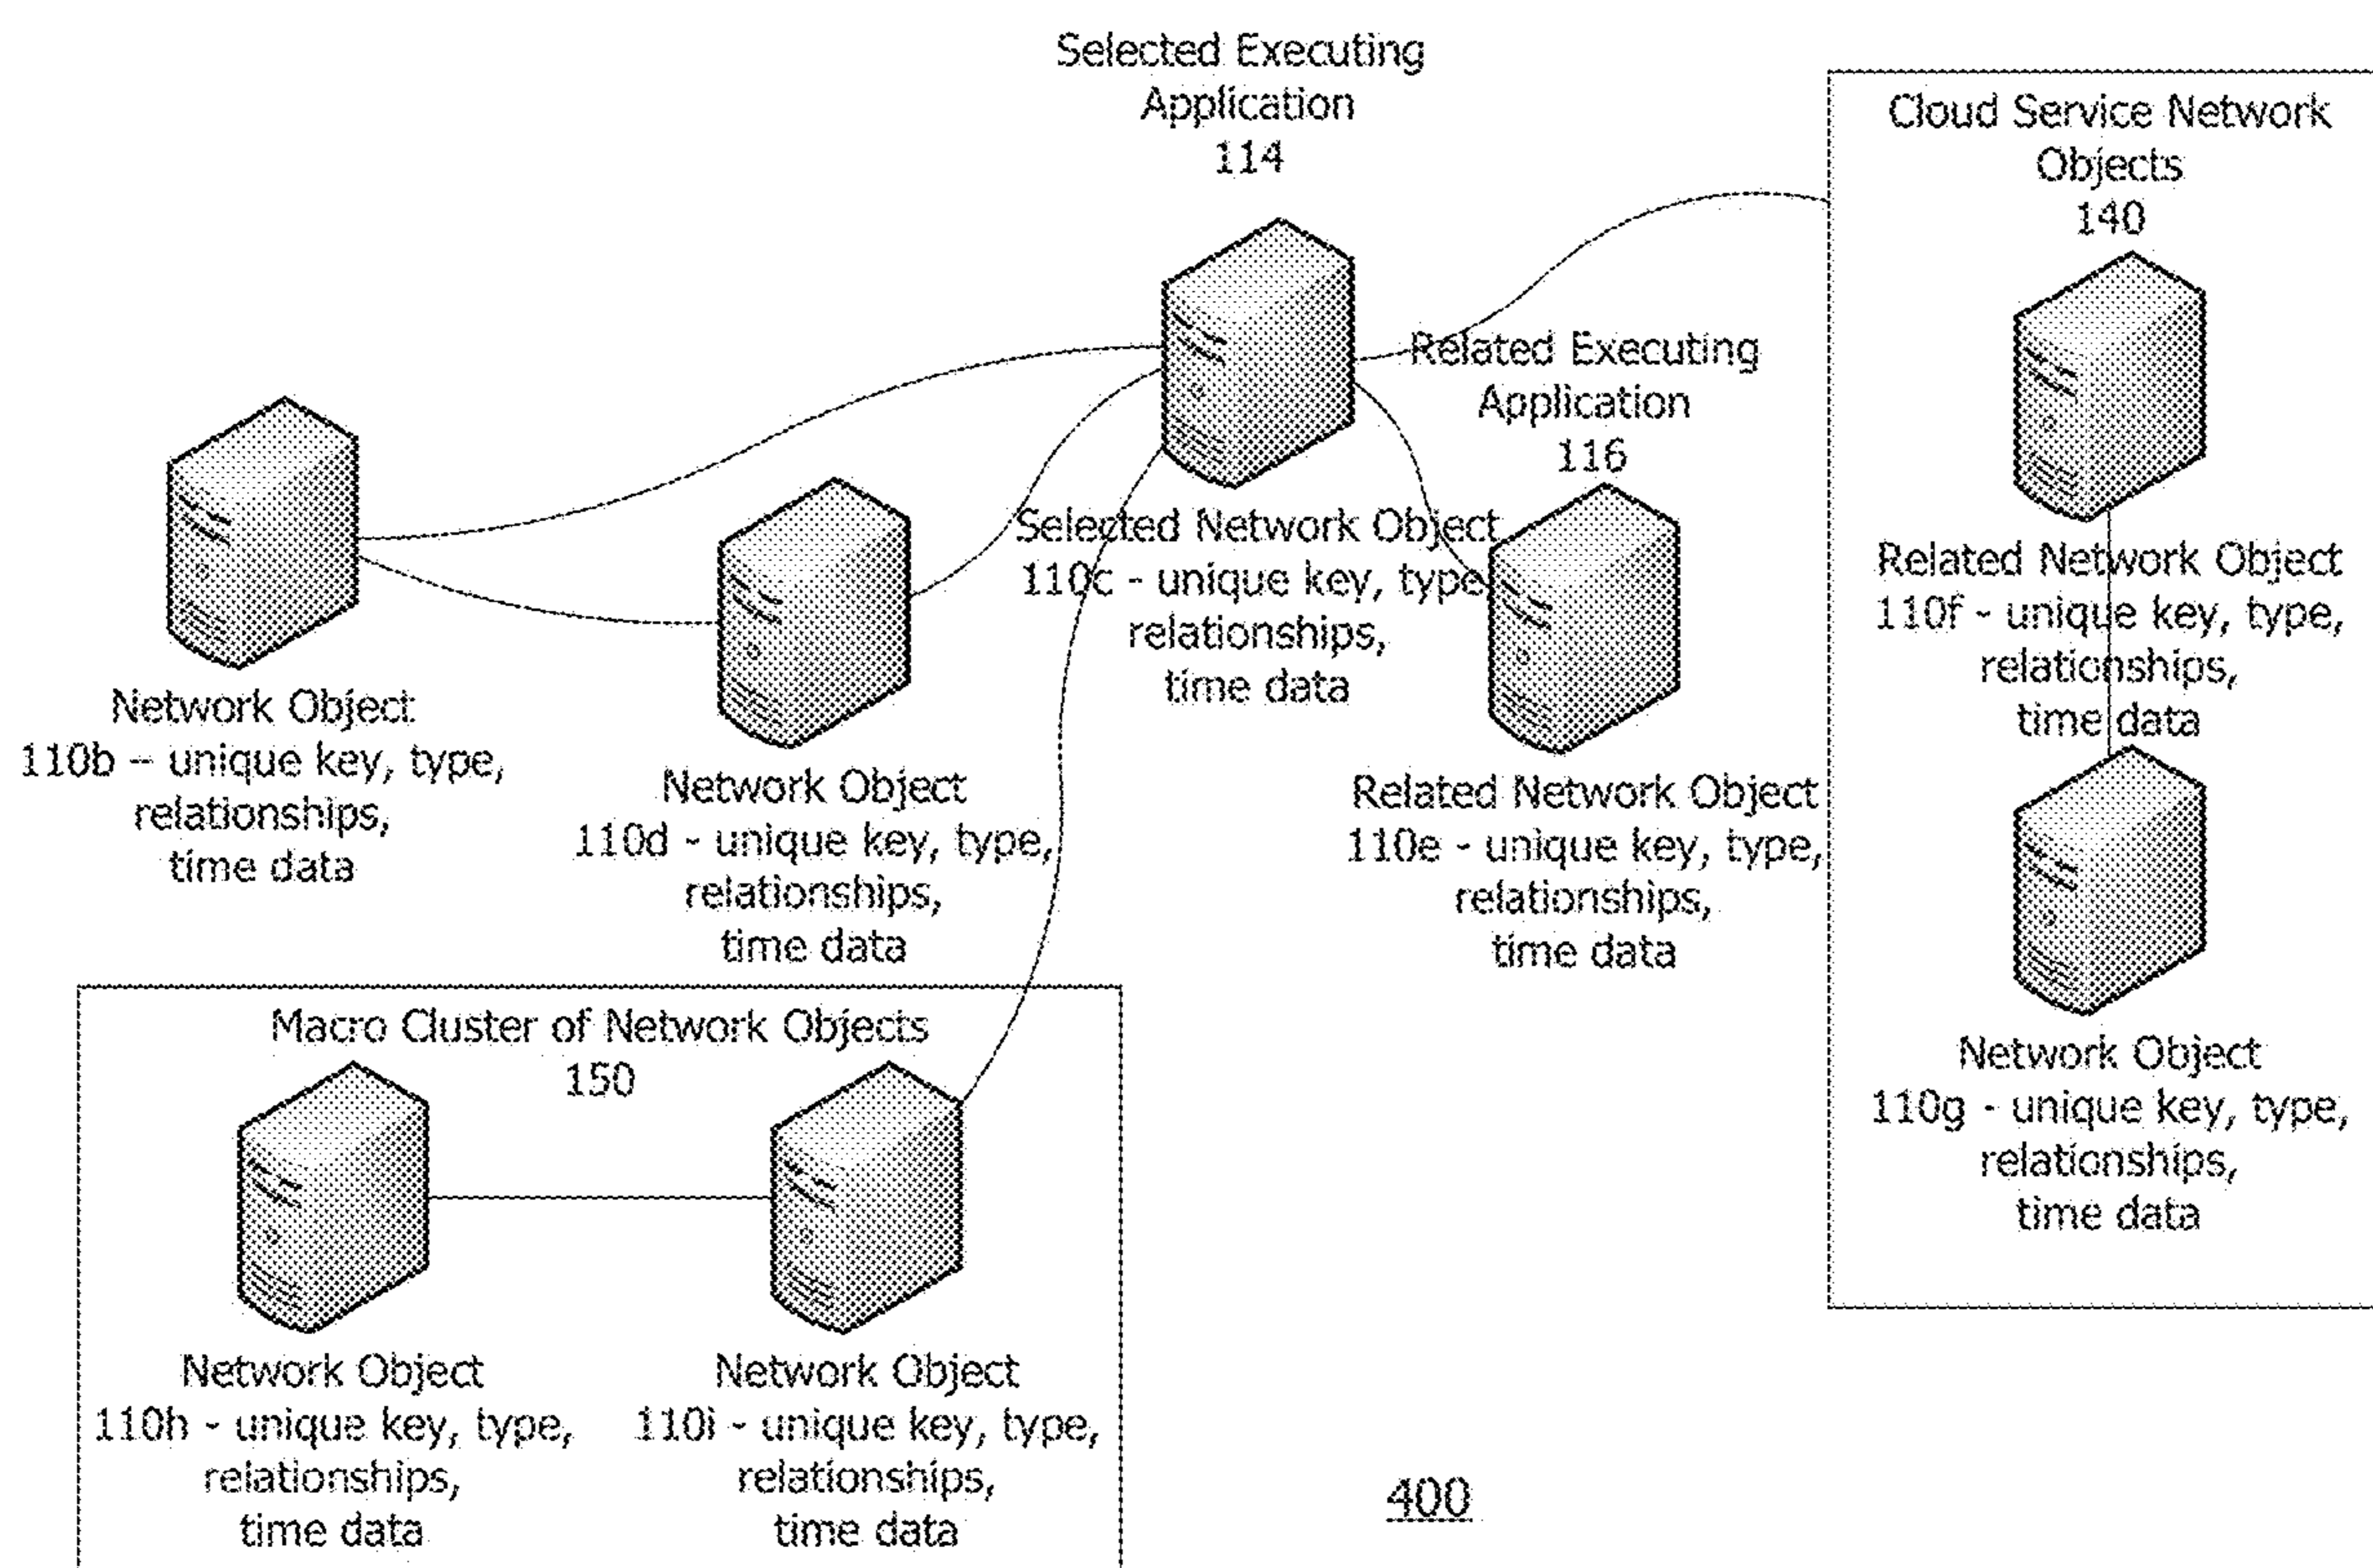 Selected Executing
Application
114
Cloud Service Network
Objects
140
Related Executing
Application
116
Selected Network Object
110c - unique key, type,
relationships,
time data
Related Network Object
110f - unique key, type,
relationships,
time data
Network Object
110b – unique key, type,
relationships,
time data
Network Object
110d - unique key, type,
relationships,
time data
Related Network Object
110e - unique key, type,
relationships,
time data
Macro Cluster of Network Objects
150
Network Object
110g - unique key, type,
relationships,
time data
Network Object
110h - unique key, type,
relationships,
time data
Network Object
110i - unique key, type,
relationships,
time data
400